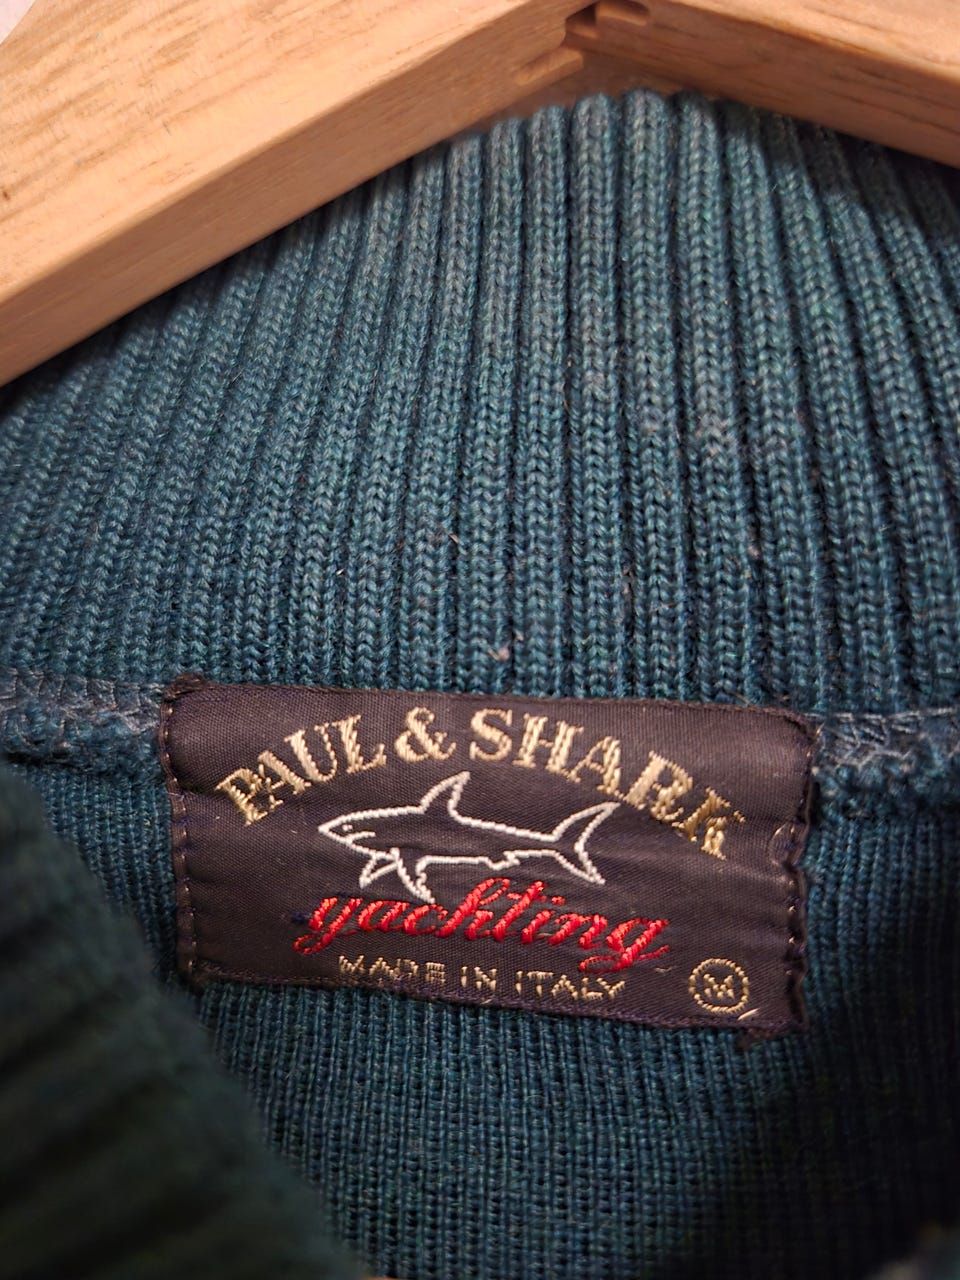 PAUL & SHARK
yachting
MADE IN ITALY
M